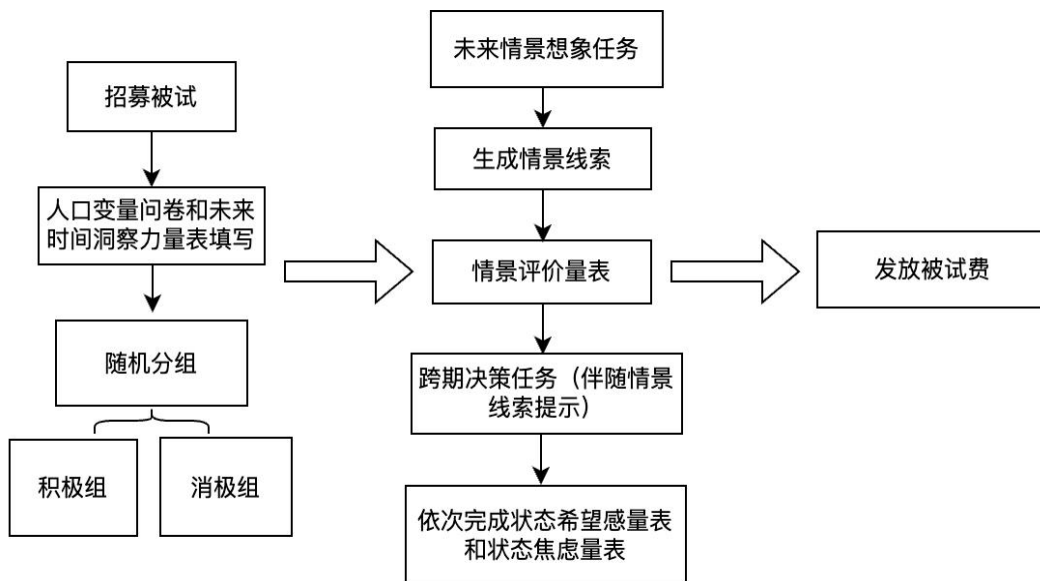 招募被试
人口变量问卷和未来
时间洞察力量表填写
随机分组
积极组
消极组
未来情景想象任务
生成情景线索
情景评价量表
跨期决策任务（伴随情景
线索提示）
依次完成状态希望感量表
和状态焦虑量表
发放被试费